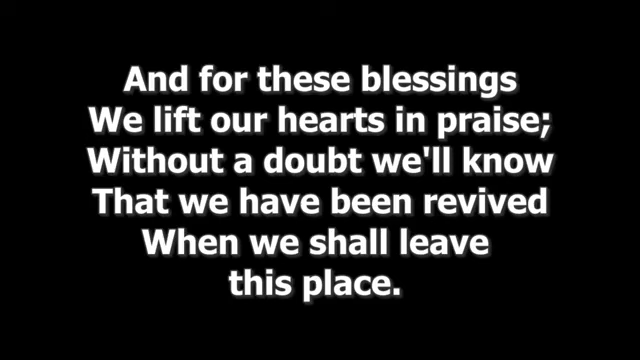 And for these blessings
We lift our hearts in praise;
Without a doubt we'll know
That we have been revived
When we shall leave
this place.